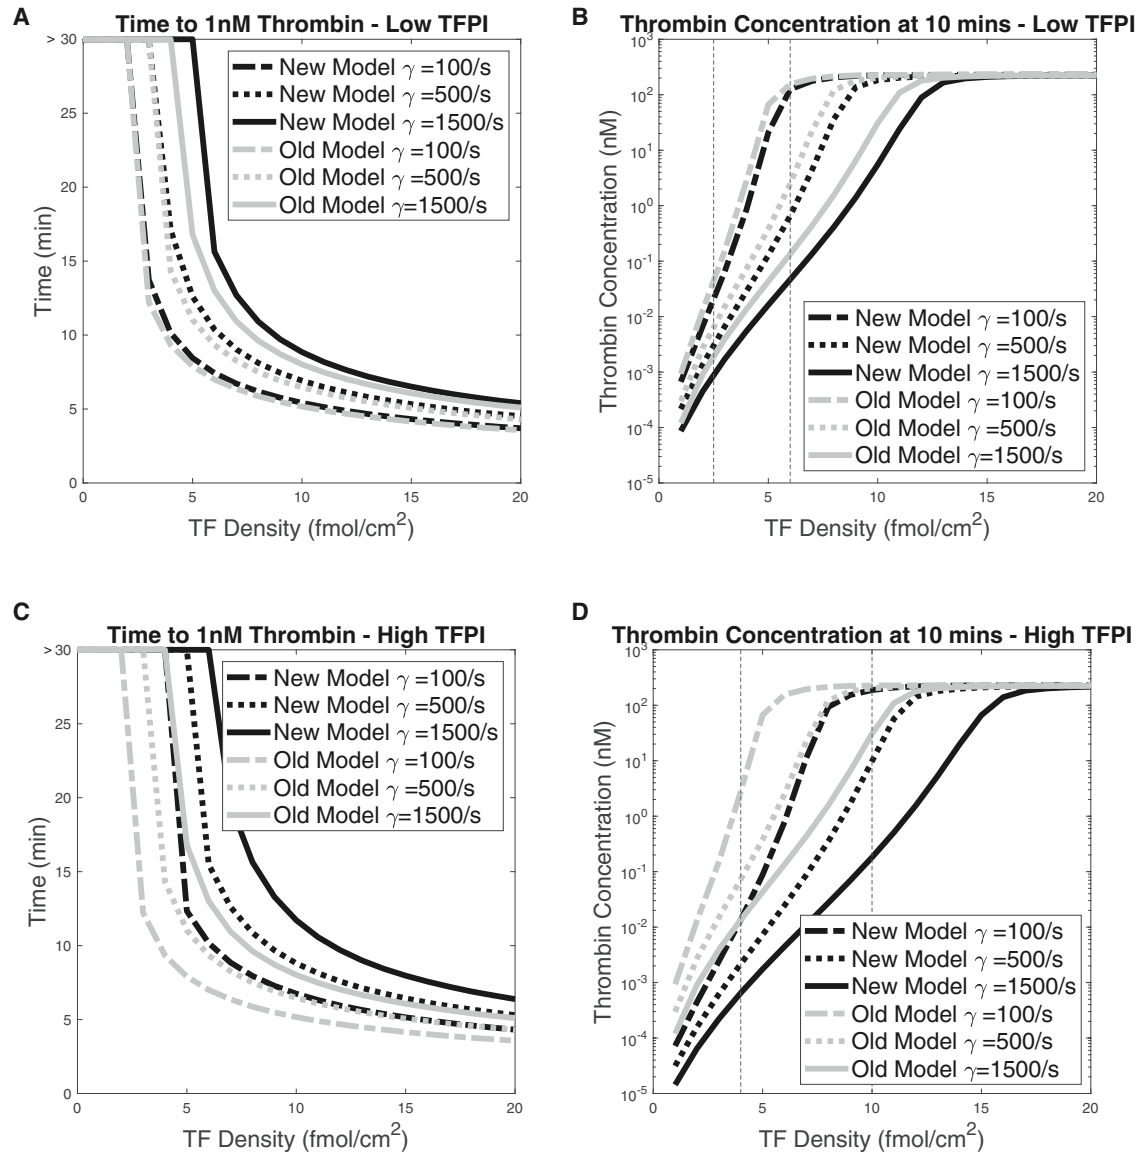 A
Time to 1nM Thrombin - Low TFPI
> 30
25
20
15
10
5
0
Time (min)
0 5 10 15 20
TF Density (fmol/cm²)
New Model γ =100/s
New Model γ =500/s
New Model γ =1500/s
Old Model γ =100/s
Old Model γ =500/s
Old Model γ=1500/s
B
Thrombin Concentration at 10 mins - Low TFPI
10³
10²
10¹
10⁰
10⁻¹
10⁻²
10⁻³
10⁻⁴
10⁻⁵
Thrombin Concentration (nM)
0 5 10 15 20
TF Density (fmol/cm²)
New Model γ =100/s
New Model γ =500/s
New Model γ =1500/s
Old Model γ =100/s
Old Model γ =500/s
Old Model γ=1500/s
C
Time to 1nM Thrombin - High TFPI
> 30
25
20
15
10
5
0
Time (min)
0 5 10 15 20
TF Density (fmol/cm²)
New Model γ =100/s
New Model γ =500/s
New Model γ =1500/s
Old Model γ =100/s
Old Model γ =500/s
Old Model γ=1500/s
D
Thrombin Concentration at 10 mins - High TFPI
10³
10²
10¹
10⁰
10⁻¹
10⁻²
10⁻³
10⁻⁴
10⁻⁵
Thrombin Concentration (nM)
0 5 10 15 20
TF Density (fmol/cm²)
New Model γ =100/s
New Model γ =500/s
New Model γ =1500/s
Old Model γ =100/s
Old Model γ =500/s
Old Model γ=1500/s